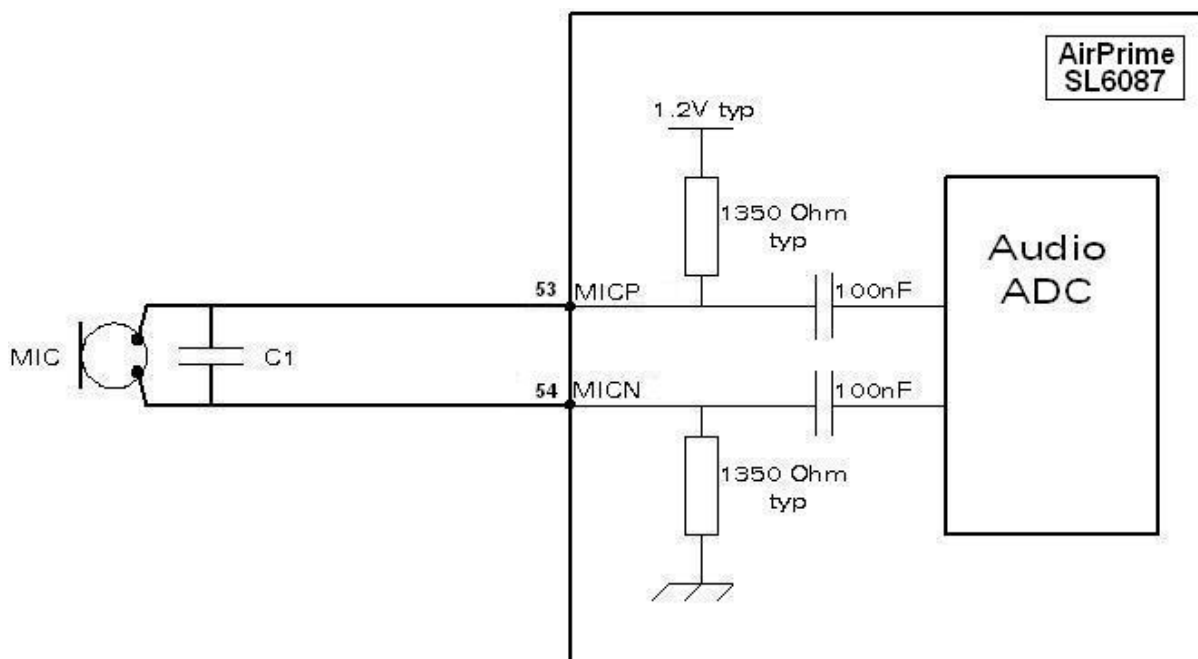 AirPrime
SL6087
1.2V typ
1350 Ohm
typ
Audio
ADC
53 MICP
100nF
MIC
C1
54 MICN
100nF
1350 Ohm
typ